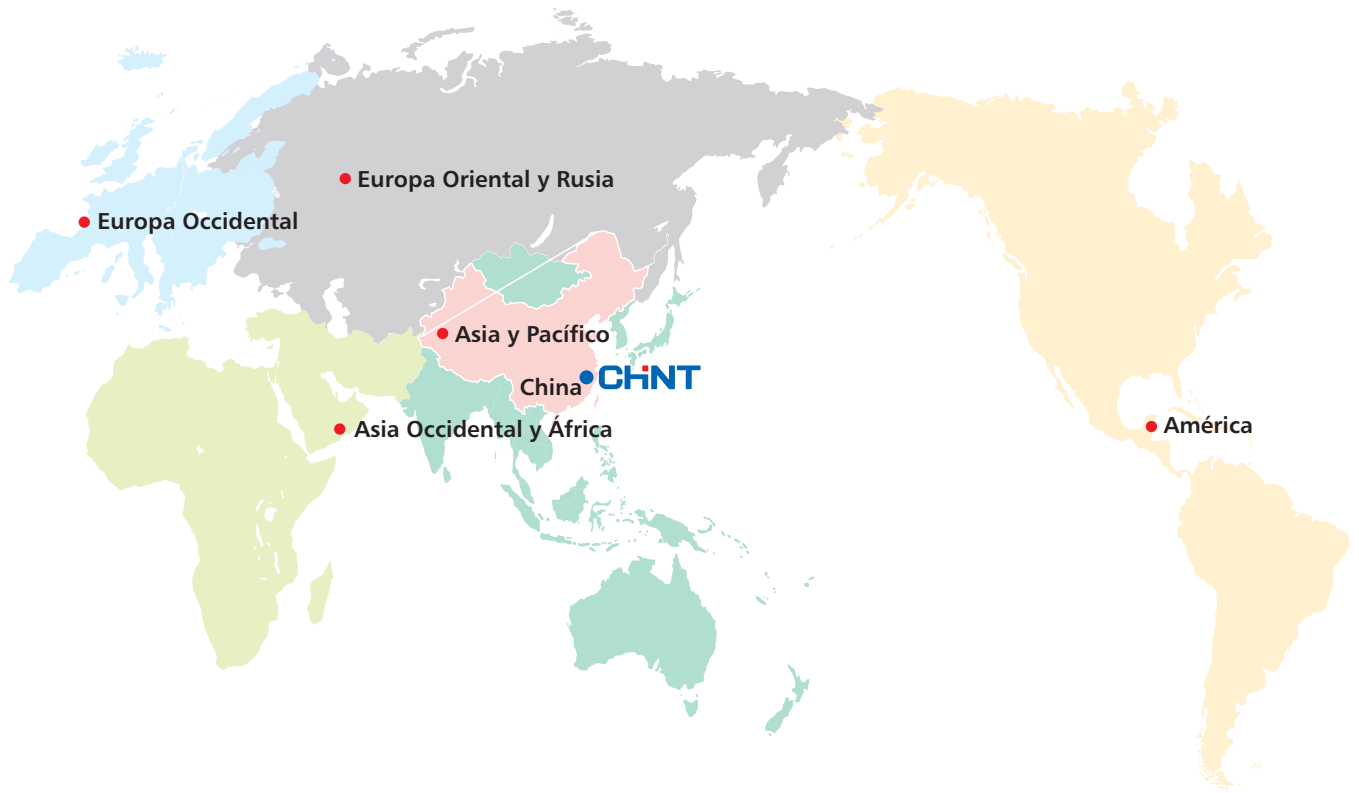 Europa Oriental y Rusia
Europa Occidental
Asia y Pacífico
CHiNT
China
Asia Occidental y África
América